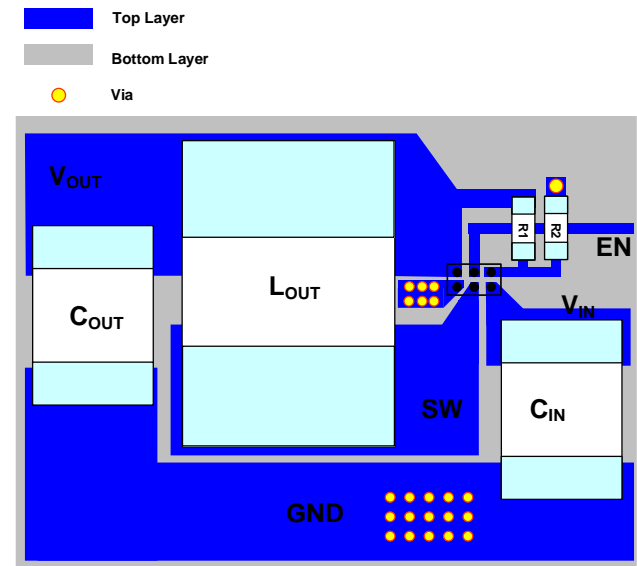 Top Layer
Bottom Layer
Via
VOUT
R1
R2
EN
LOUT
COUT
VIN
SW
CIN
GND